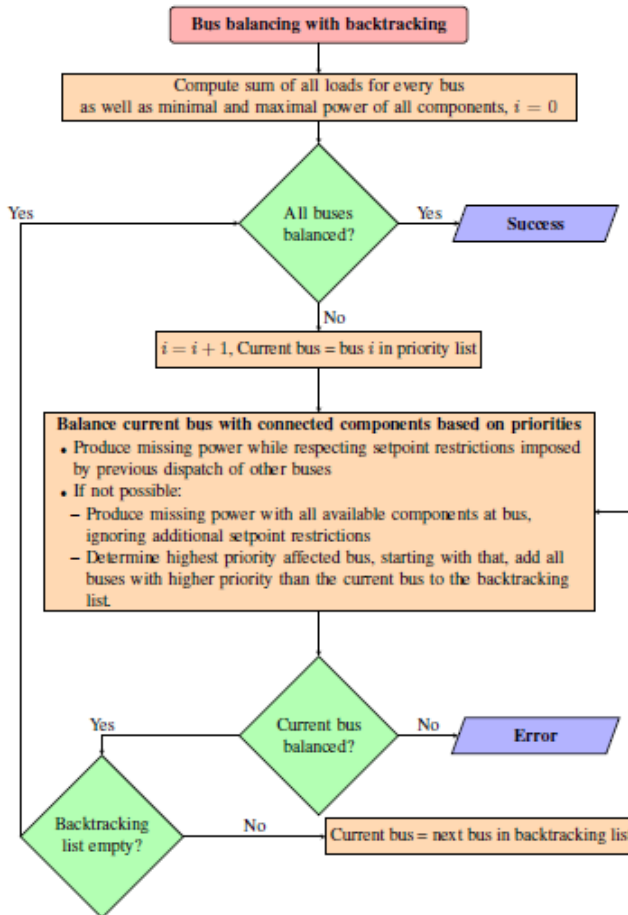 Bus balancing with backtracking
Compute sum of all loads for every bus
as well as minimal and maximal power of all components, i = 0
Yes
All buses
balanced?
Yes
Success
No
i = i + 1, Current bus = bus i in priority list
Balance current bus with connected components based on priorities
• Produce missing power while respecting setpoint restrictions imposed
by previous dispatch of other buses
• If not possible:
– Produce missing power with all available components at bus,
ignoring additional setpoint restrictions
– Determine highest priority affected bus, starting with that, add all
buses with higher priority than the current bus to the backtracking
list.
Yes
Current bus
balanced?
No
Error
Backtracking
list empty?
No
Current bus = next bus in backtracking list